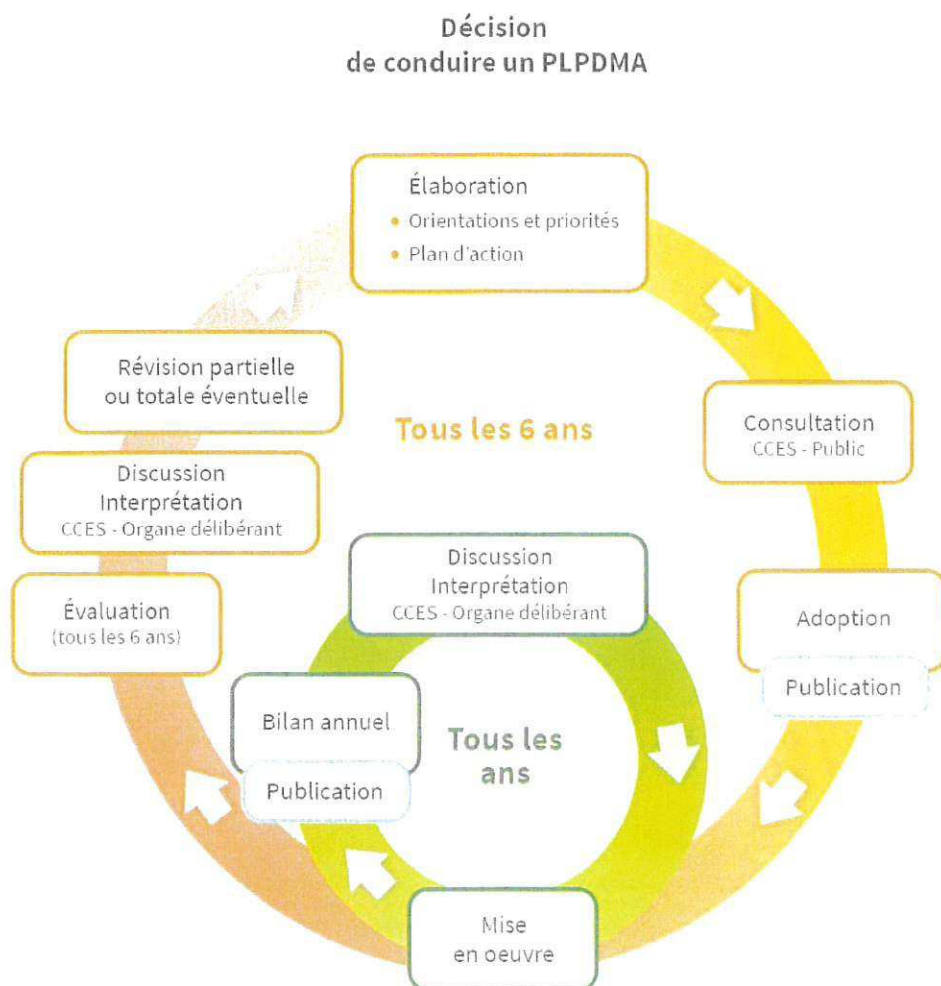 Décision
de conduire un PLPDMA
Élaboration
• Orientations et priorités
• Plan d'action
Consultation
CCES - Public
Adoption
Publication
Mise
en oeuvre
Évaluation
(tous les 6 ans)
Discussion
Interprétation
CCES - Organe délibérant
Révision partielle
ou totale éventuelle
Tous les 6 ans
Discussion
Interprétation
CCES - Organe délibérant
Bilan annuel
Publication
Tous les
ans